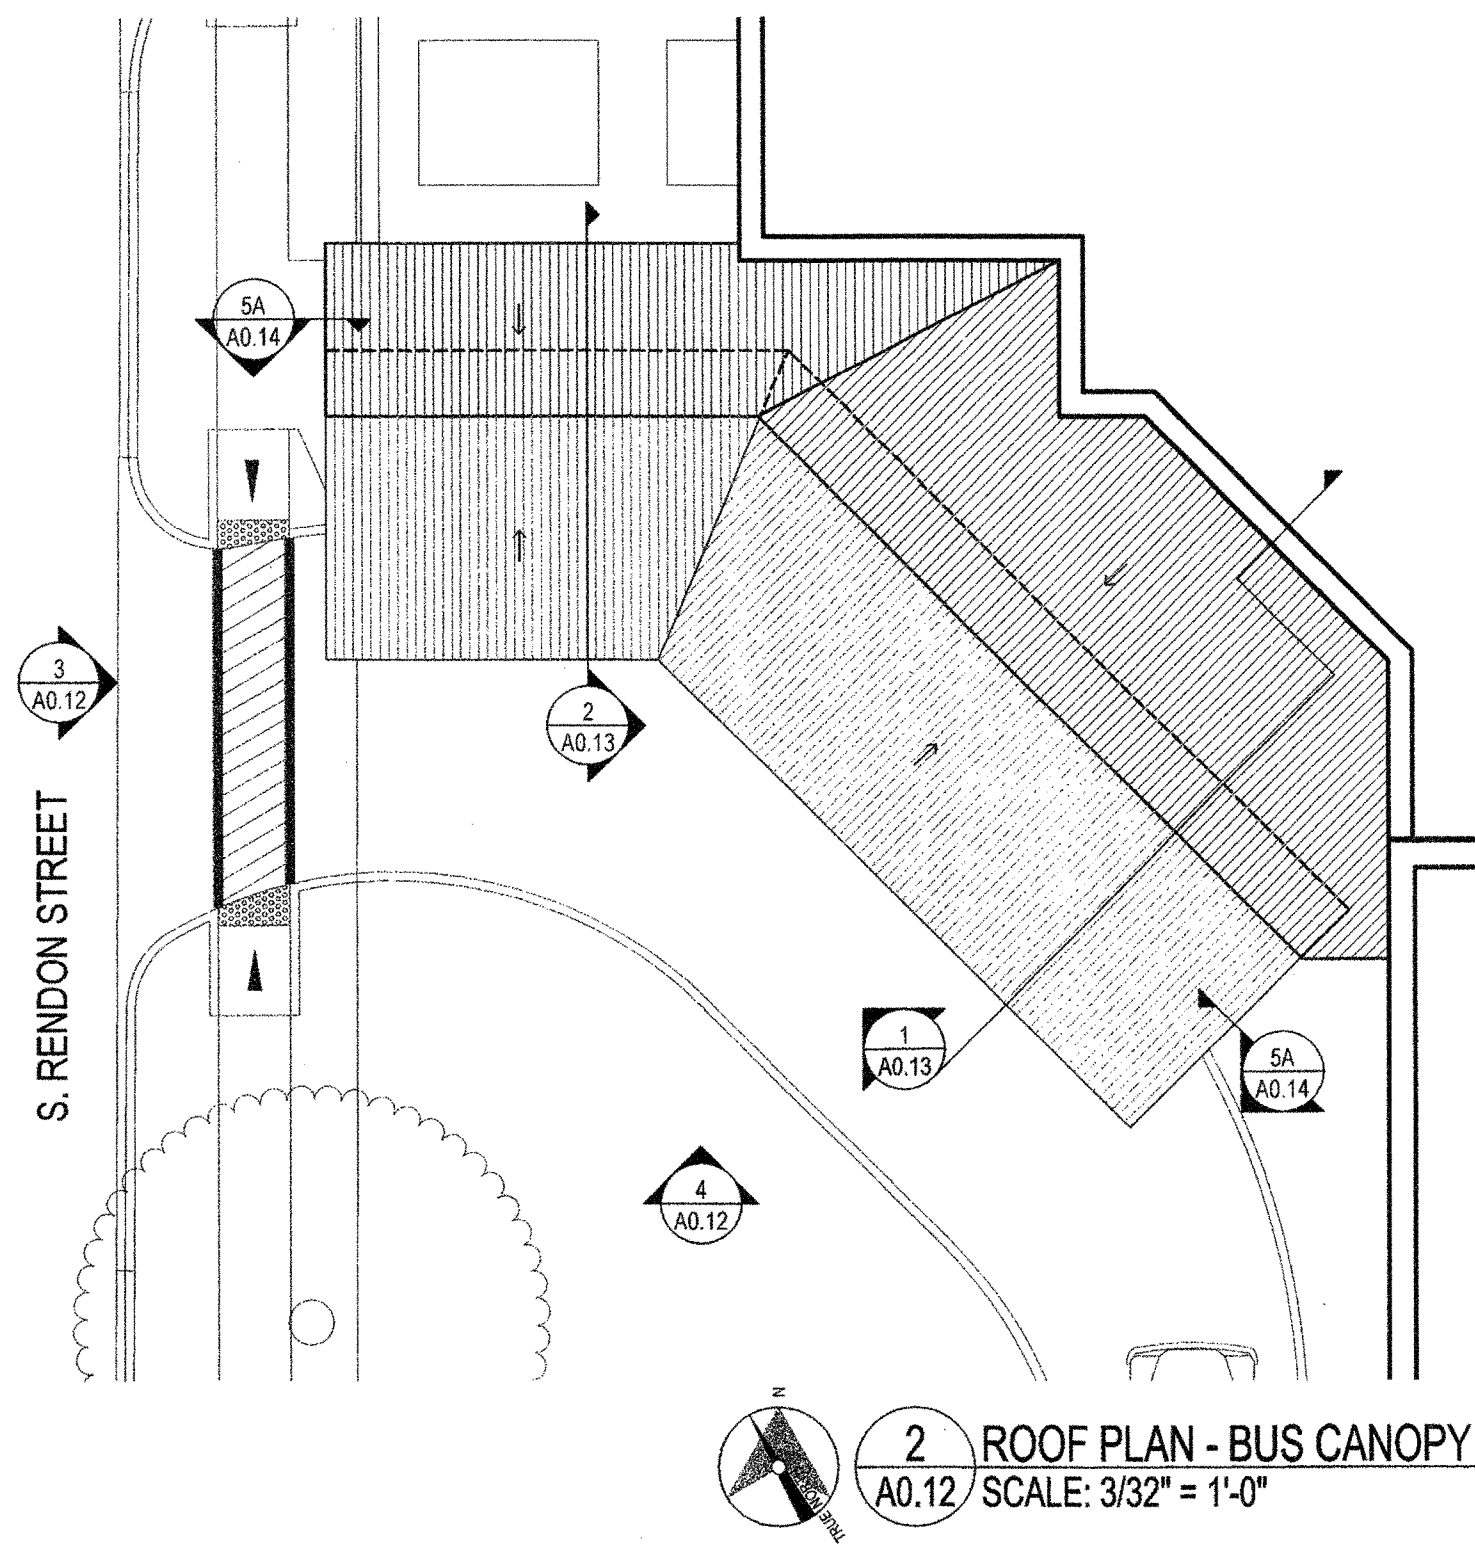 5A
A0.14
3
A0.12
2
A0.13
S. RENDON STREET
1
A0.13
5A
A0.14
4
A0.12
N
TRUE NOR
2
A0.12
ROOF PLAN - BUS CANOPY
SCALE: 3/32" = 1'-0"